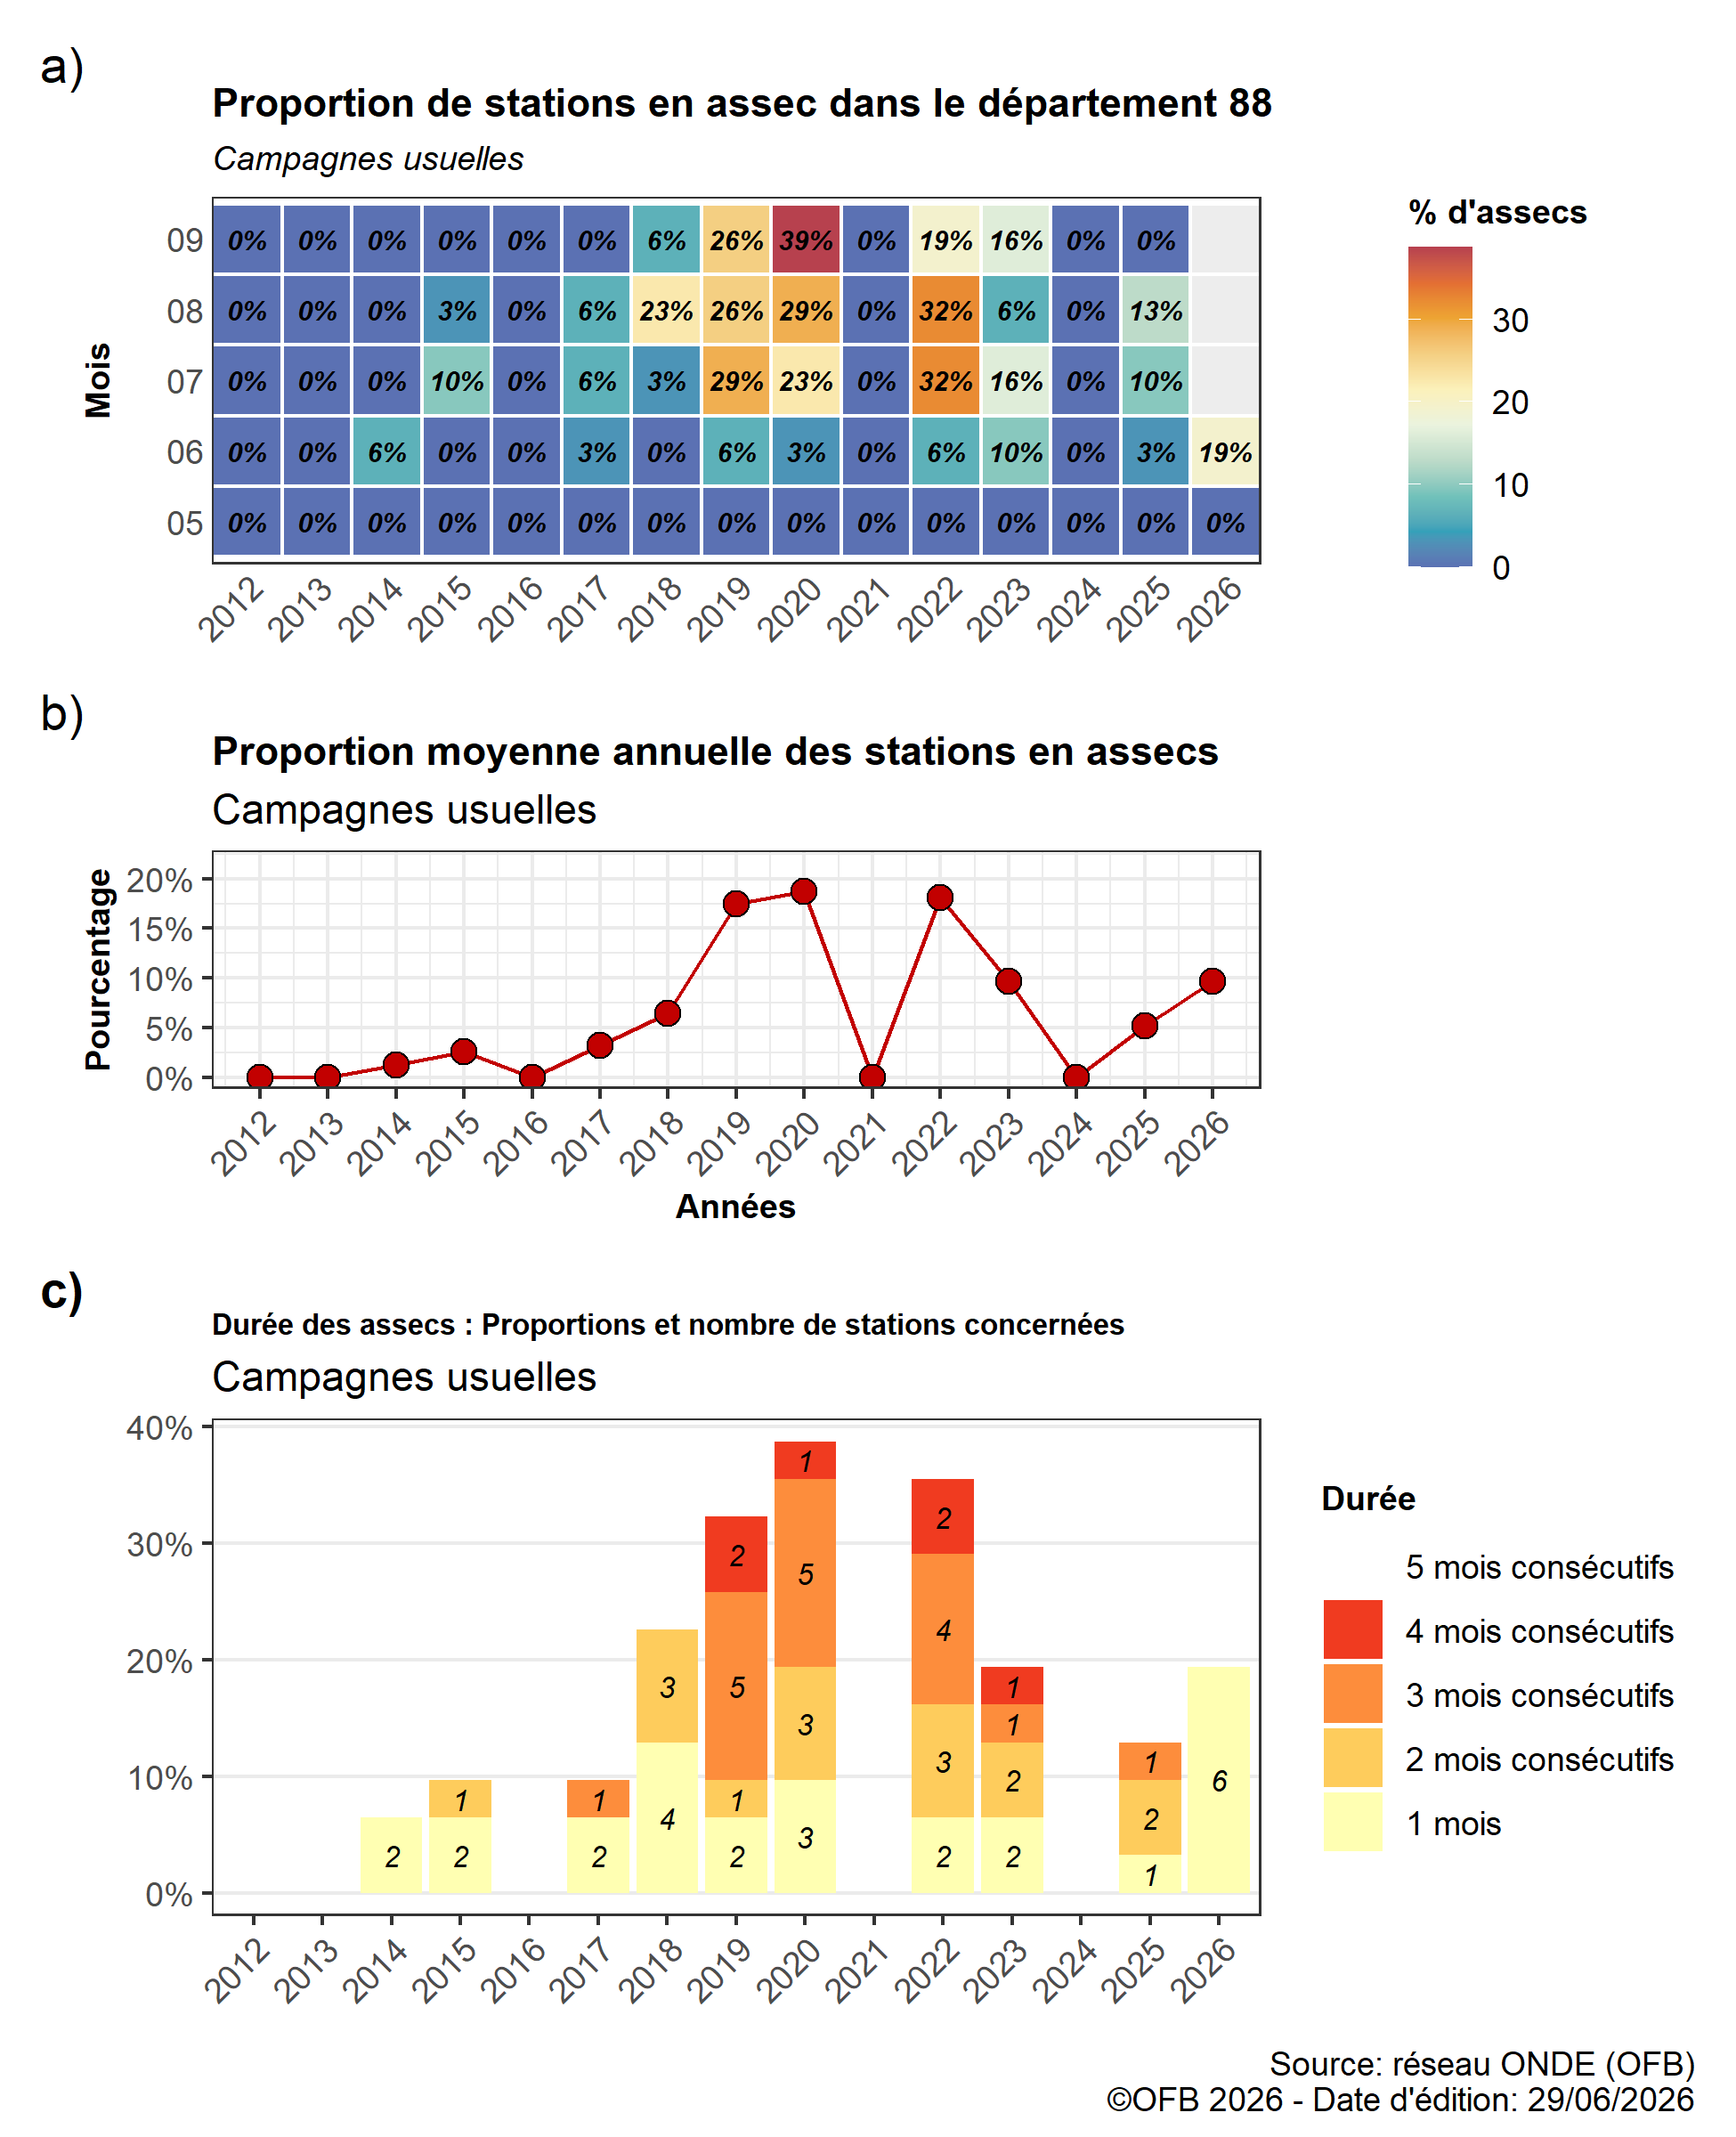 a)
Proportion de stations en assec dans le département 88
Campagnes usuelles
% d'assecs
09 0% 0% 0% 0% 0% 0% 6% 26% 39% 0% 19% 16% 0% 0%
08 0% 0% 0% 3% 0% 6% 23% 26% 29% 0% 32% 6% 0% 13%
07 0% 0% 0% 10% 0% 6% 3% 29% 23% 0% 32% 16% 0% 10%
06 0% 0% 6% 0% 0% 3% 0% 6% 3% 0% 6% 10% 0% 3% 19%
05 0% 0% 0% 0% 0% 0% 0% 0% 0% 0% 0% 0% 0% 0% 0%
Mois
30
20
10
0
2012 2013 2014 2015 2016 2017 2018 2019 2020 2021 2022 2023 2024 2025 2026
b)
Proportion moyenne annuelle des stations en assecs
Campagnes usuelles
Pourcentage
20%
15%
10%
5%
0%
2012 2013 2014 2015 2016 2017 2018 2019 2020 2021 2022 2023 2024 2025 2026
Années
c)
Durée des assecs : Proportions et nombre de stations concernées
Campagnes usuelles
40%
30%
20%
10%
0%
2
1
2
1
2
3
4
2
5
1
2
1
5
3
3
2
4
3
2
1
1
2
2
1
2
1
6
2012 2013 2014 2015 2016 2017 2018 2019 2020 2021 2022 2023 2024 2025 2026
Durée
5 mois consécutifs
4 mois consécutifs
3 mois consécutifs
2 mois consécutifs
1 mois
Source: réseau ONDE (OFB)
©OFB 2026 - Date d'édition: 29/06/2026